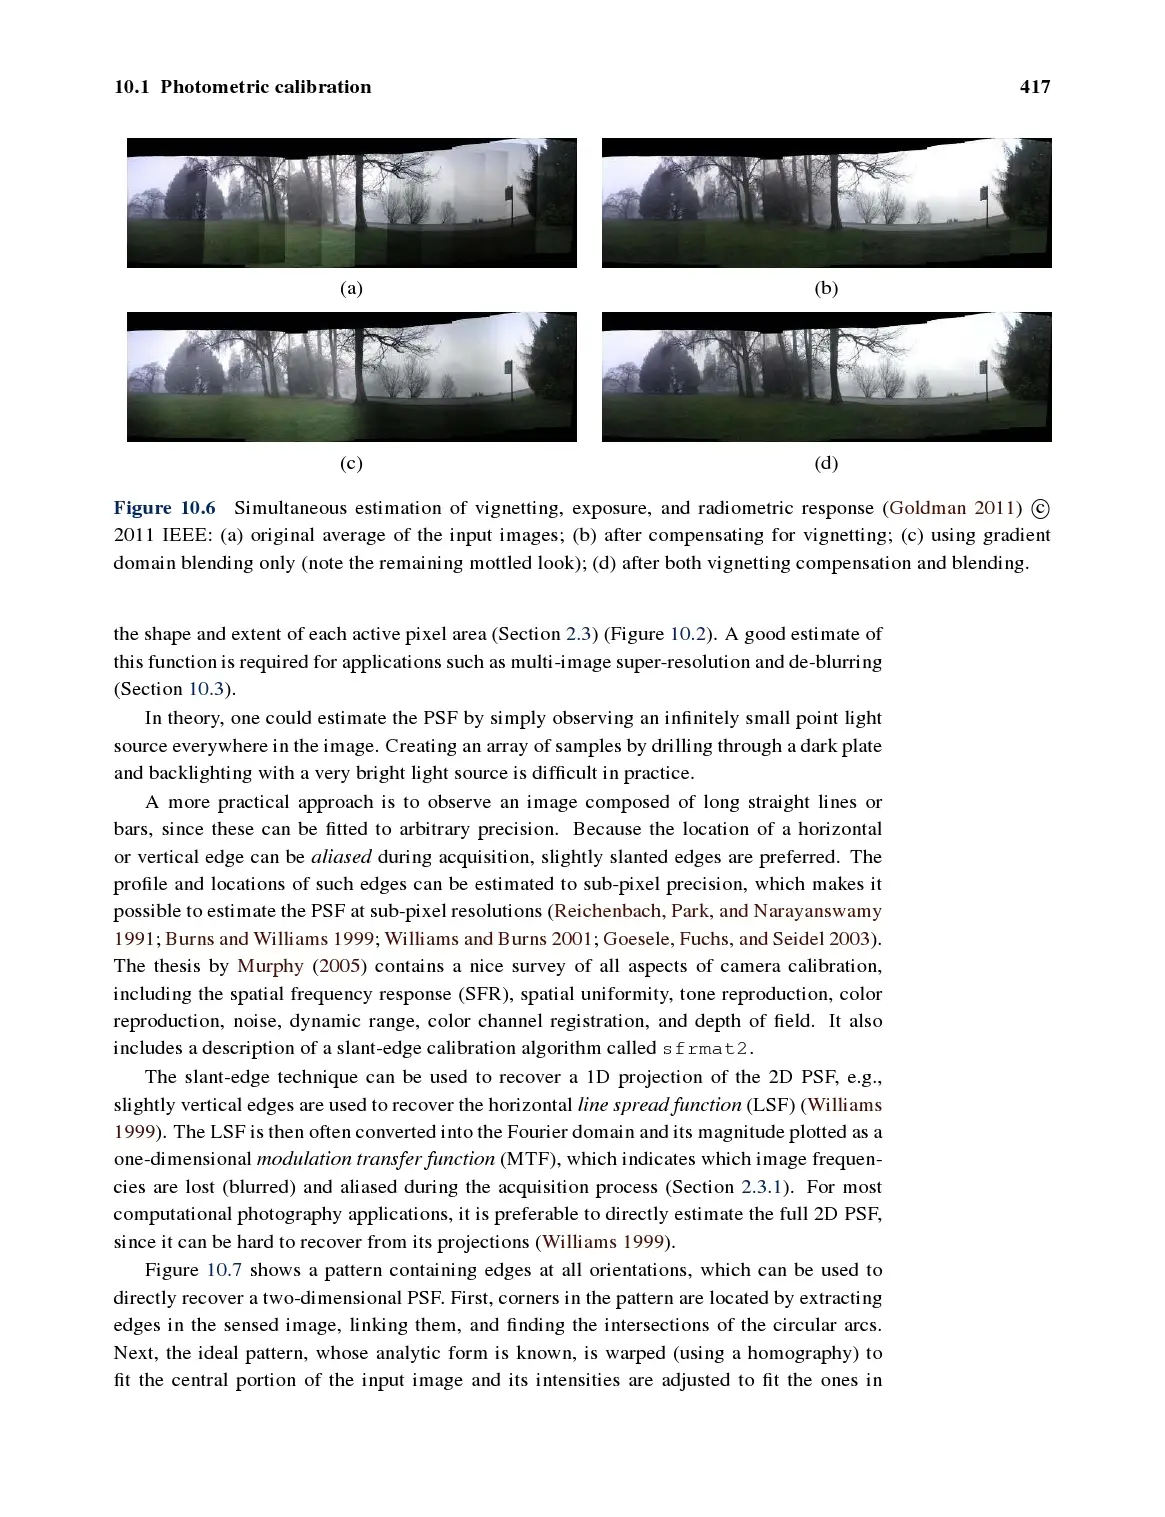 10.1 Photometric calibration 417
(a) (b)
(c) (d)
Figure 10.6 Simultaneous estimation of vignetting, exposure, and radiometric response (Goldman 2011) ©
2011 IEEE: (a) original average of the input images; (b) after compensating for vignetting; (c) using gradient
domain blending only (note the remaining mottled look); (d) after both vignetting compensation and blending.
the shape and extent of each active pixel area (Section 2.3) (Figure 10.2). A good estimate of
this function is required for applications such as multi-image super-resolution and de-blurring
(Section 10.3).
In theory, one could estimate the PSF by simply observing an infinitely small point light
source everywhere in the image. Creating an array of samples by drilling through a dark plate
and backlighting with a very bright light source is difficult in practice.
A more practical approach is to observe an image composed of long straight lines or
bars, since these can be fitted to arbitrary precision. Because the location of a horizontal
or vertical edge can be aliased during acquisition, slightly slanted edges are preferred. The
profile and locations of such edges can be estimated to sub-pixel precision, which makes it
possible to estimate the PSF at sub-pixel resolutions (Reichenbach, Park, and Narayanswamy
1991; Burns and Williams 1999; Williams and Burns 2001; Goesele, Fuchs, and Seidel 2003).
The thesis by Murphy (2005) contains a nice survey of all aspects of camera calibration,
including the spatial frequency response (SFR), spatial uniformity, tone reproduction, color
reproduction, noise, dynamic range, color channel registration, and depth of field. It also
includes a description of a slant-edge calibration algorithm called sfrmat2.
The slant-edge technique can be used to recover a 1D projection of the 2D PSF, e.g.,
slightly vertical edges are used to recover the horizontal line spread function (LSF) (Williams
1999). The LSF is then often converted into the Fourier domain and its magnitude plotted as a
one-dimensional modulation transfer function (MTF), which indicates which image frequen-
cies are lost (blurred) and aliased during the acquisition process (Section 2.3.1). For most
computational photography applications, it is preferable to directly estimate the full 2D PSF,
since it can be hard to recover from its projections (Williams 1999).
Figure 10.7 shows a pattern containing edges at all orientations, which can be used to
directly recover a two-dimensional PSF. First, corners in the pattern are located by extracting
edges in the sensed image, linking them, and finding the intersections of the circular arcs.
Next, the ideal pattern, whose analytic form is known, is warped (using a homography) to
fit the central portion of the input image and its intensities are adjusted to fit the ones in